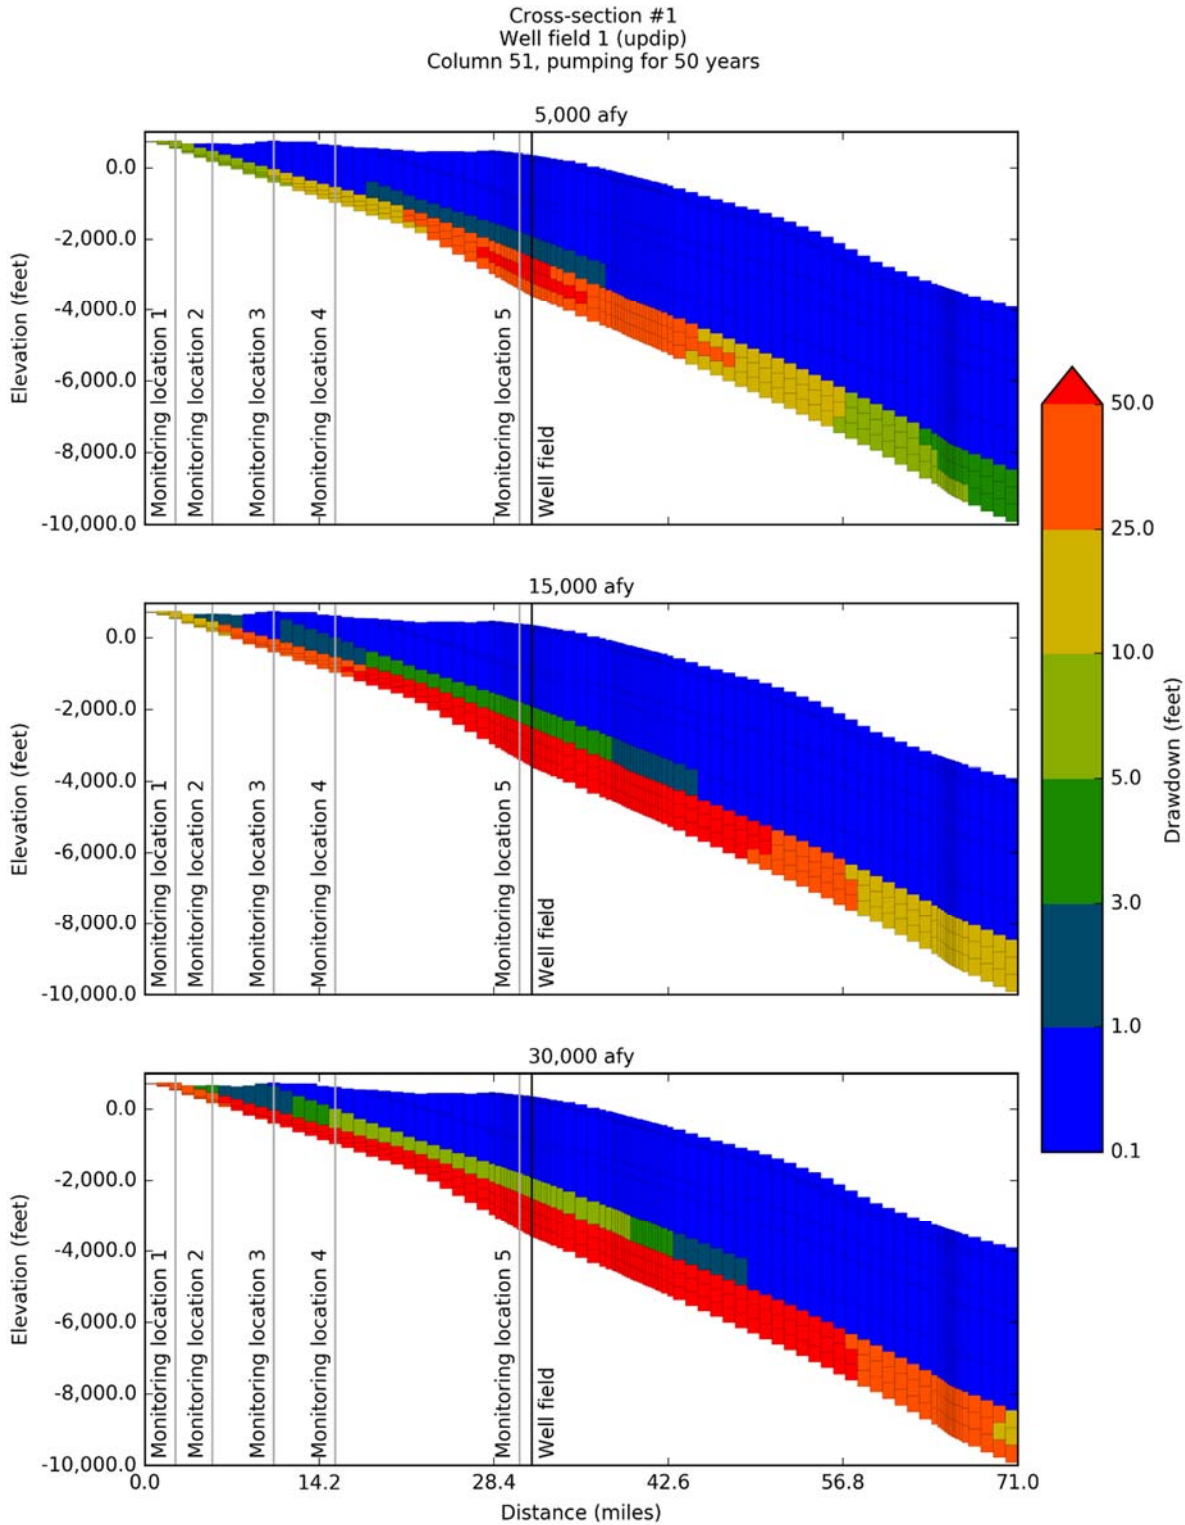 Cross-section #1
Well field 1 (updip)
Column 51, pumping for 50 years
5,000 afy
0.0
-2,000.0
-4,000.0
-6,000.0
-8,000.0
-10,000.0
Elevation (feet)
Monitoring location 1
Monitoring location 2
Monitoring location 3
Monitoring location 4
Monitoring location 5
Well field
15,000 afy
0.0
-2,000.0
-4,000.0
-6,000.0
-8,000.0
-10,000.0
Elevation (feet)
Monitoring location 1
Monitoring location 2
Monitoring location 3
Monitoring location 4
Monitoring location 5
Well field
30,000 afy
0.0
-2,000.0
-4,000.0
-6,000.0
-8,000.0
-10,000.0
Elevation (feet)
Monitoring location 1
Monitoring location 2
Monitoring location 3
Monitoring location 4
Monitoring location 5
Well field
0.0 14.2 28.4 42.6 56.8 71.0
Distance (miles)
50.0
25.0
10.0
5.0
3.0
1.0
0.1
Drawdown (feet)